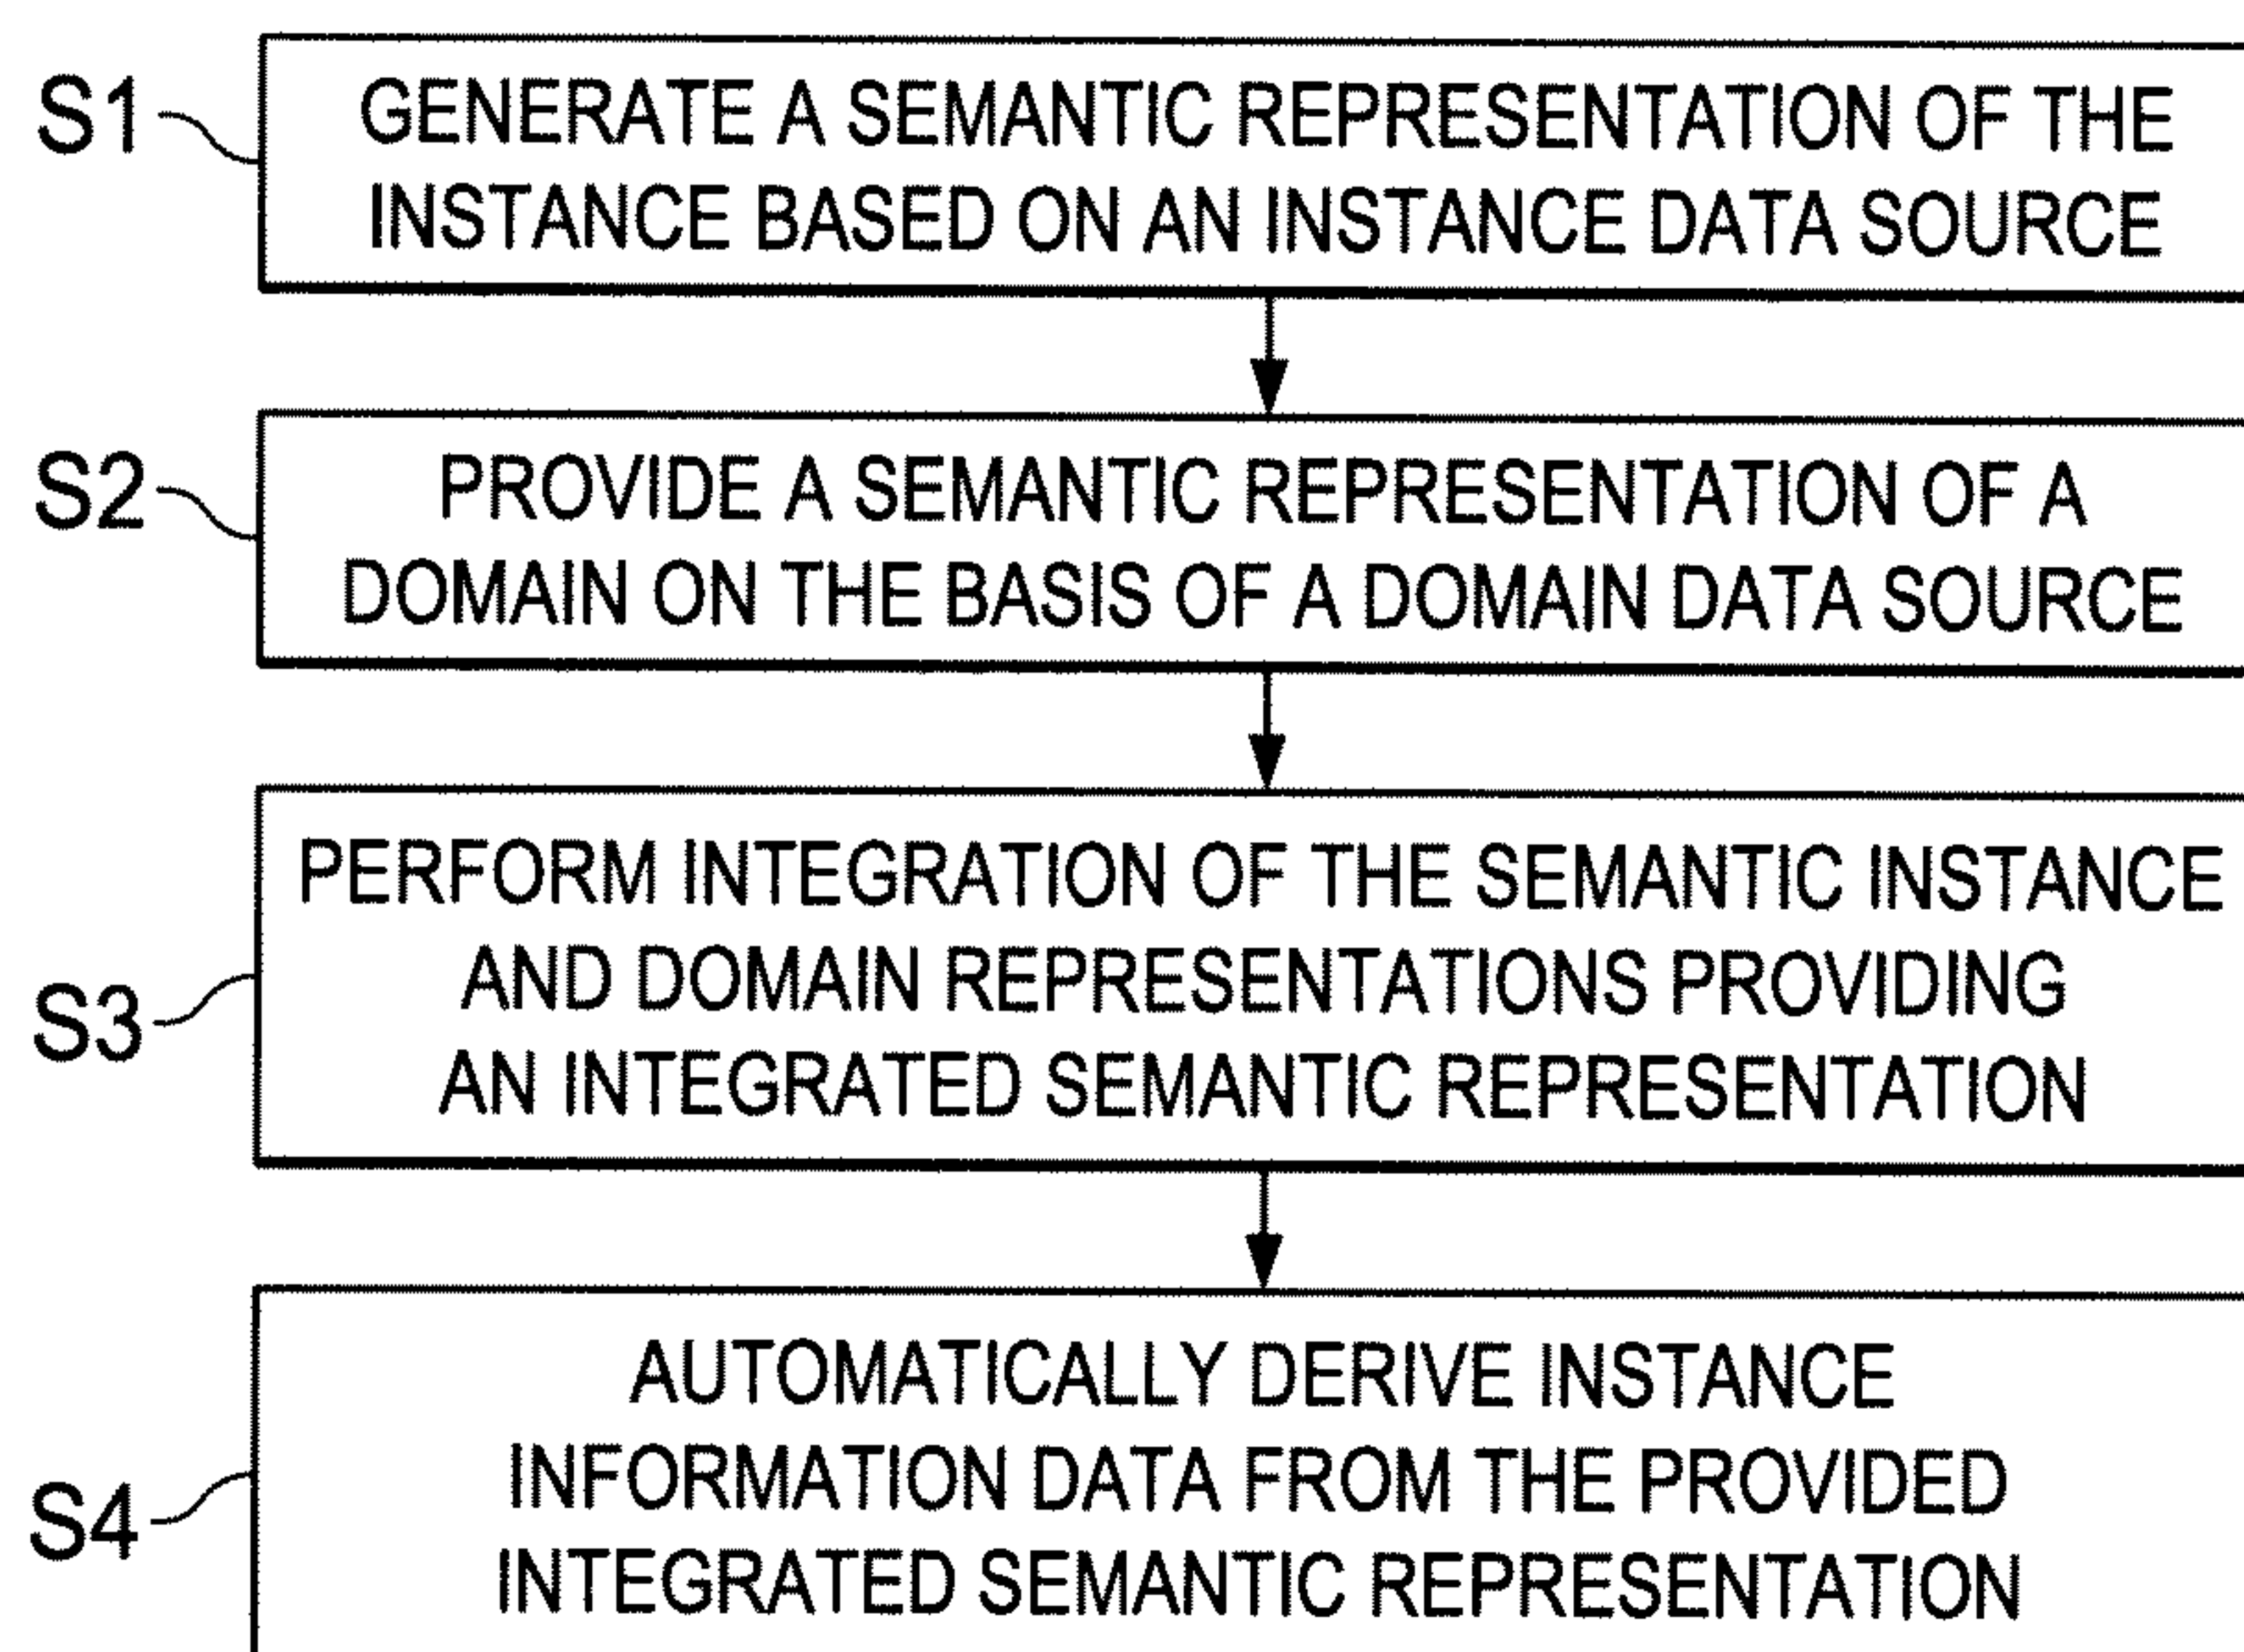 S1
GENERATE A SEMANTIC REPRESENTATION OF THE
INSTANCE BASED ON AN INSTANCE DATA SOURCE
S2
PROVIDE A SEMANTIC REPRESENTATION OF A
DOMAIN ON THE BASIS OF A DOMAIN DATA SOURCE
S3
PERFORM INTEGRATION OF THE SEMANTIC INSTANCE
AND DOMAIN REPRESENTATIONS PROVIDING
AN INTEGRATED SEMANTIC REPRESENTATION
S4
AUTOMATICALLY DERIVE INSTANCE
INFORMATION DATA FROM THE PROVIDED
INTEGRATED SEMANTIC REPRESENTATION